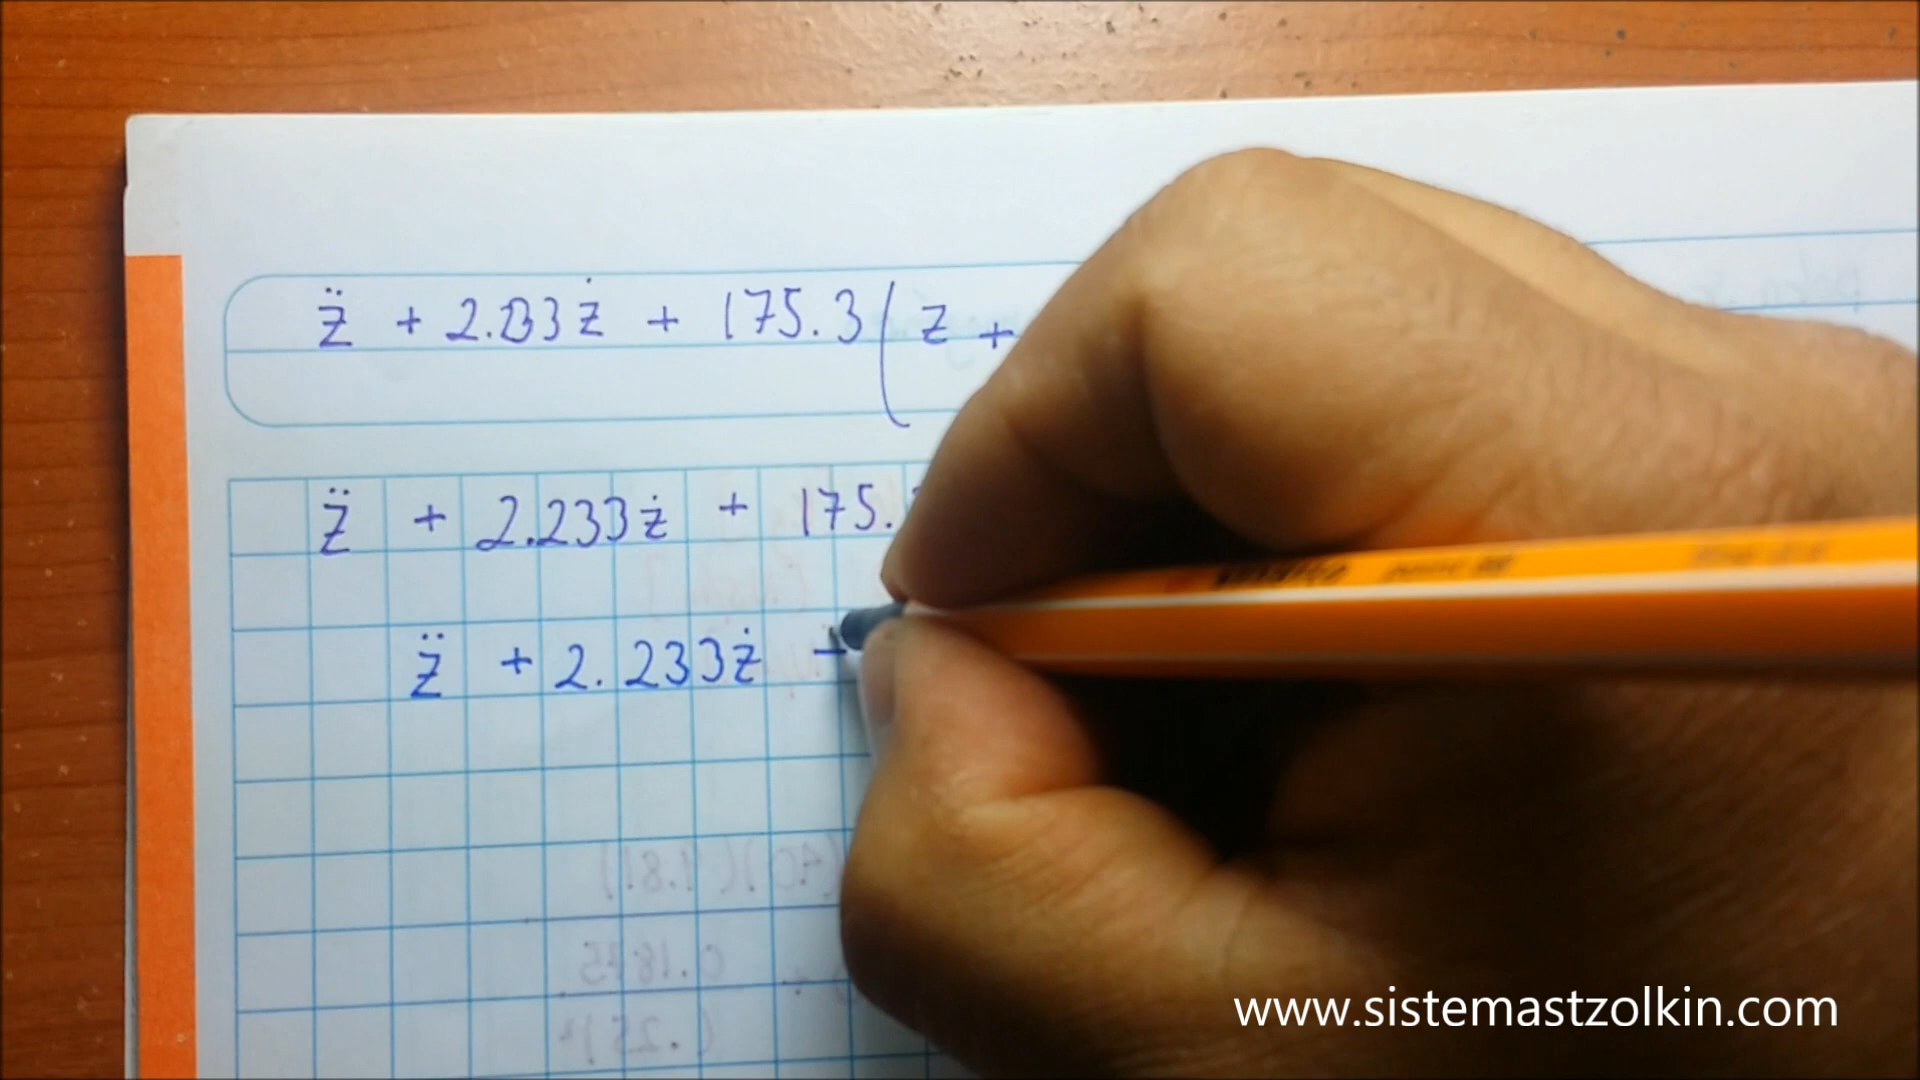 z̈ + 2.233ż + 175.3( z +
z̈ + 2.233ż + 175.
z̈ + 2.233ż +
www.sistemastzolkin.com